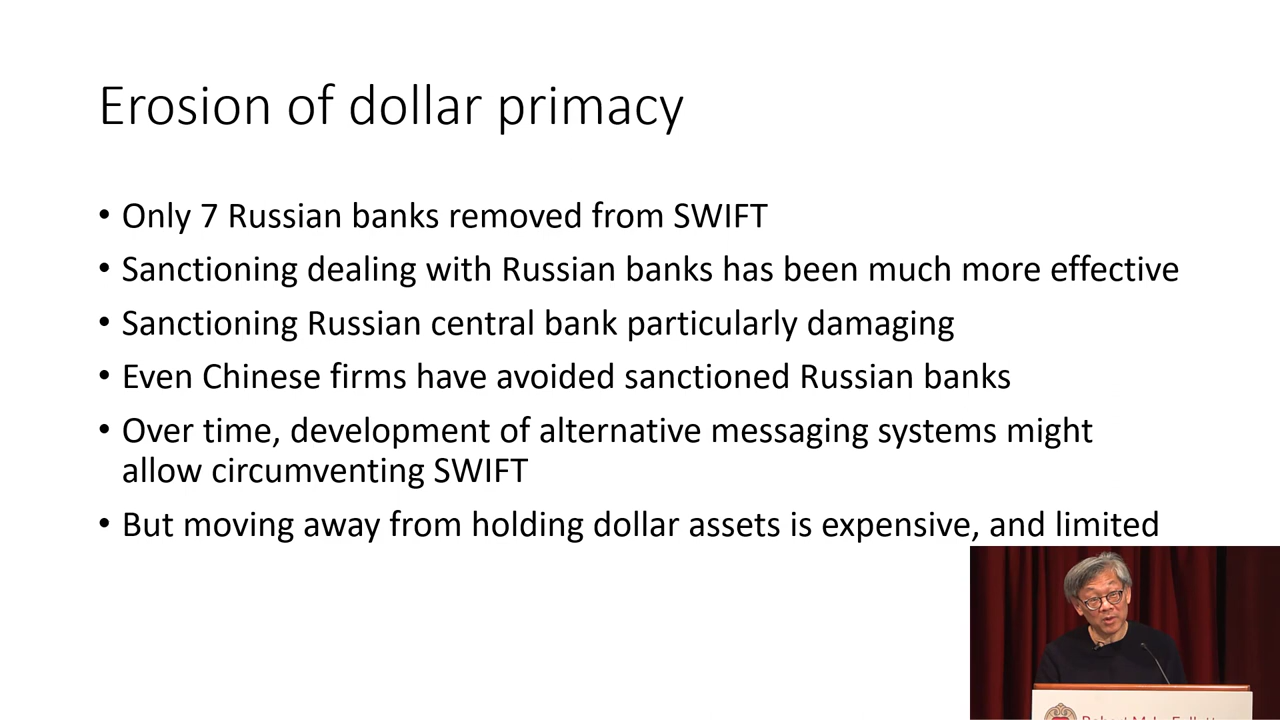 Erosion of dollar primacy
• Only 7 Russian banks removed from SWIFT
• Sanctioning dealing with Russian banks has been much more effective
• Sanctioning Russian central bank particularly damaging
• Even Chinese firms have avoided sanctioned Russian banks
• Over time, development of alternative messaging systems might
allow circumventing SWIFT
• But moving away from holding dollar assets is expensive, and limited
Robert M.